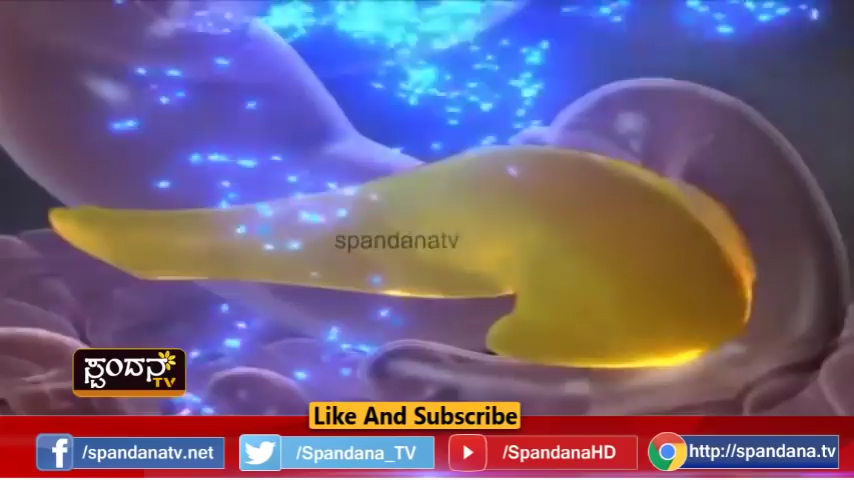 spandanatv
ಸ್ಪಂದನ
TV
Like And Subscribe
/spandanatv.net
/Spandana_TV
/SpandanaHD
http://spandana.tv